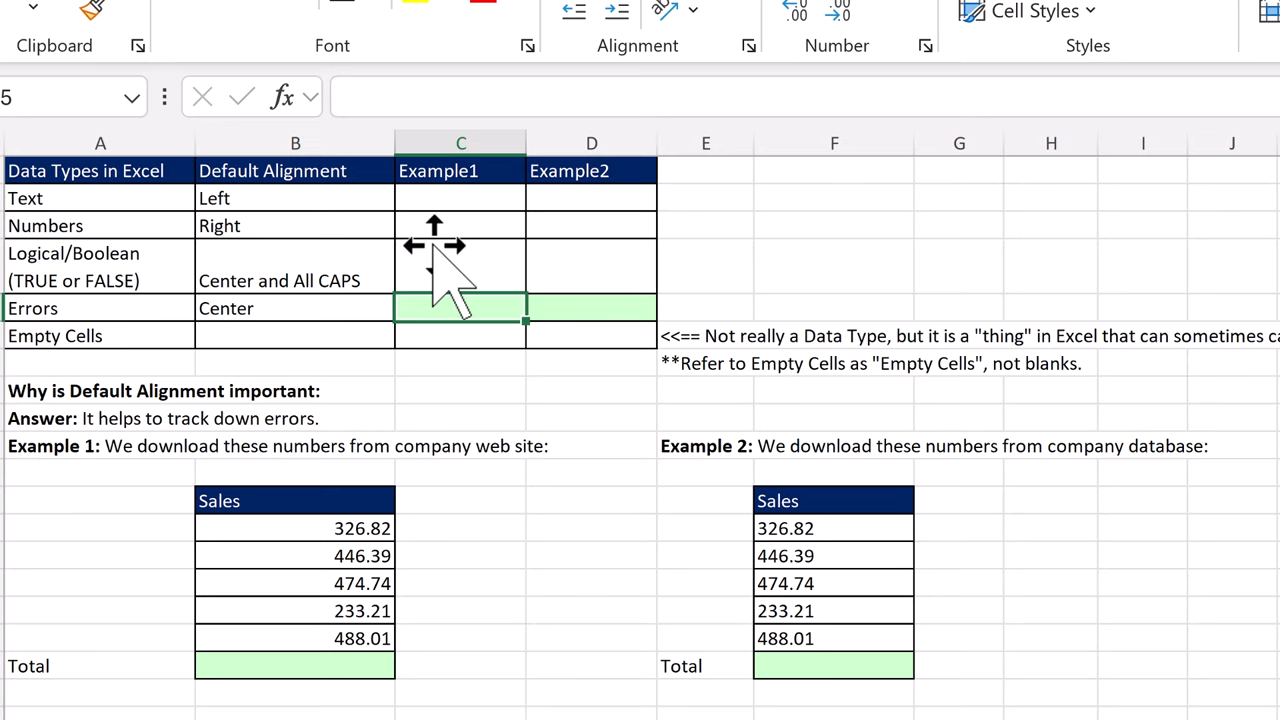 Cell Styles
Clipboard Font Alignment Number Styles
5 fx
A B C D E F G H I J
Data Types in Excel Default Alignment Example1 Example2
Text Left
Numbers Right
Logical/Boolean
(TRUE or FALSE) Center and All CAPS
Errors Center
Empty Cells <<== Not really a Data Type, but it is a "thing" in Excel that can sometimes
**Refer to Empty Cells as "Empty Cells", not blanks.
Why is Default Alignment important:
Answer: It helps to track down errors.
Example 1: We download these numbers from company web site: Example 2: We download these numbers from company database:
Sales Sales
326.82 326.82
446.39 446.39
474.74 474.74
233.21 233.21
488.01 488.01
Total Total